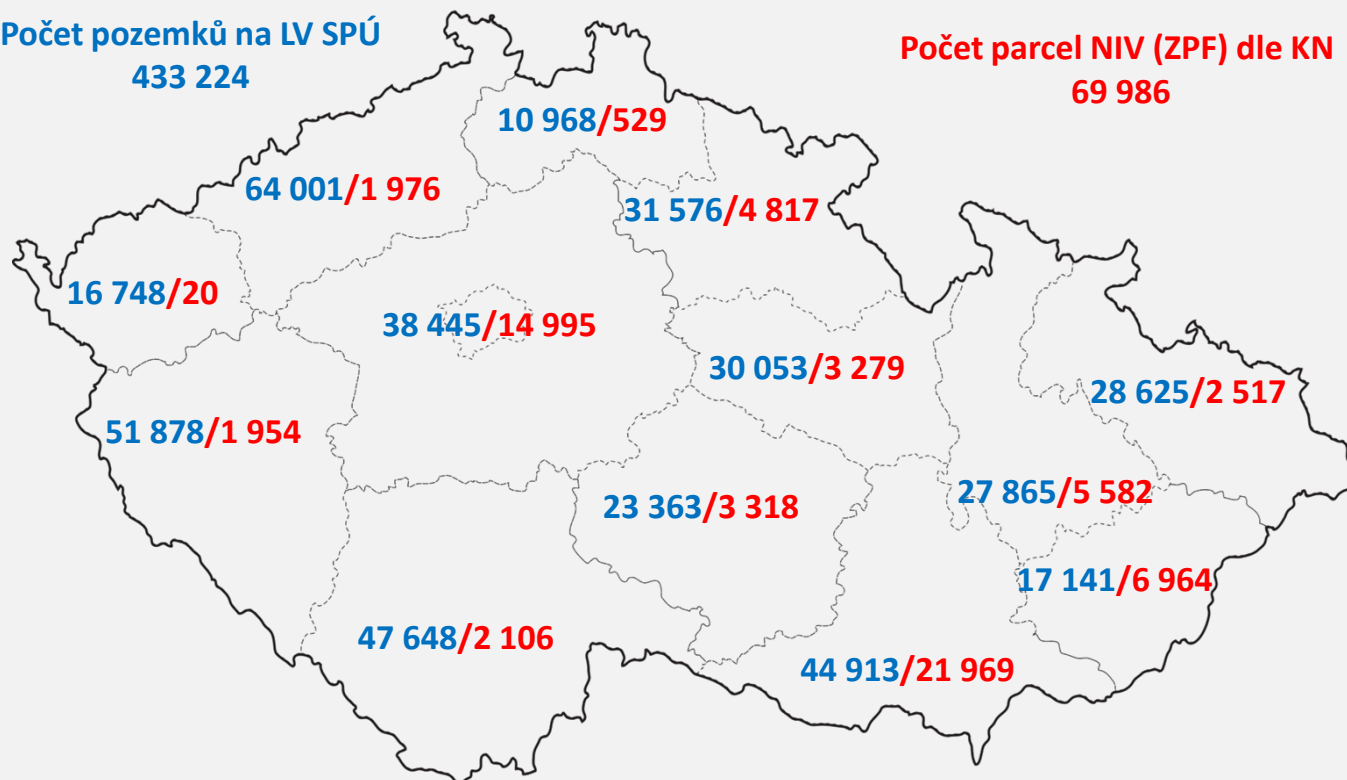 Počet pozemků na LV SPÚ
433 224
Počet parcel NIV (ZPF) dle KN
69 986
10 968/529
64 001/1 976
31 576/4 817
16 748/20
38 445/14 995
30 053/3 279
28 625/2 517
51 878/1 954
27 865/5 582
23 363/3 318
17 141/6 964
47 648/2 106
44 913/21 969